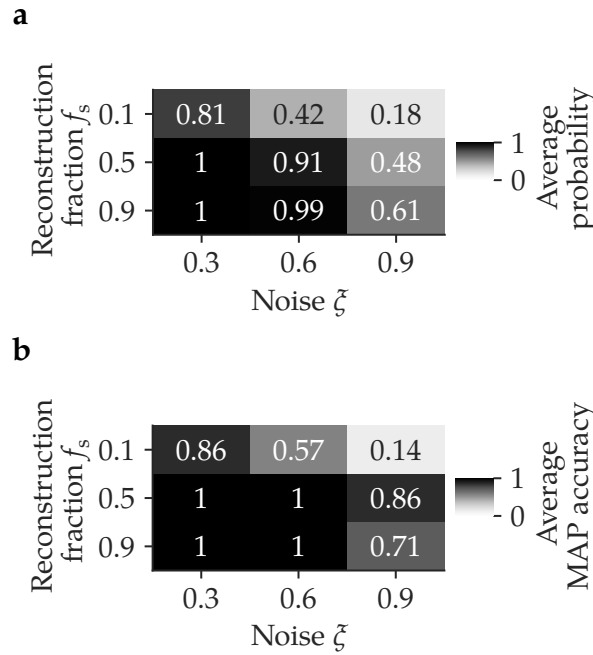 a
Reconstruction
fraction fs
0.1
0.5
0.9
0.81 0.42 0.18
1 0.91 0.48
1 0.99 0.61
0.3 0.6 0.9
Noise ξ
1
0
Average
probability
b
Reconstruction
fraction fs
0.1
0.5
0.9
0.86 0.57 0.14
1 1 0.86
1 1 0.71
0.3 0.6 0.9
Noise ξ
1
0
Average
MAP accuracy